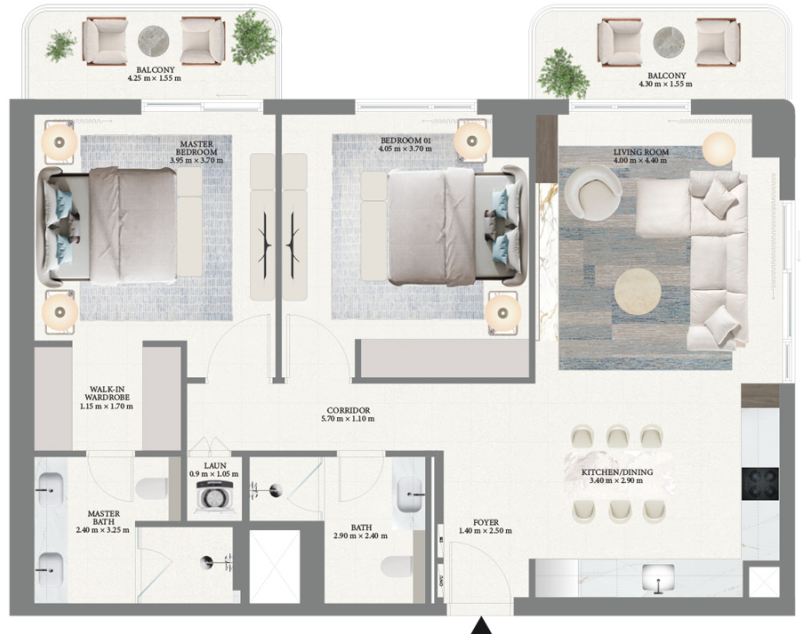 BALCONY
4.25 m × 1.55 m
BALCONY
4.30 m × 1.55 m
MASTER
BEDROOM
3.95 m × 3.70 m
BEDROOM 01
4.05 m × 3.70 m
LIVING ROOM
4.00 m × 4.40 m
WALK-IN
WARDROBE
1.15 m × 1.70 m
CORRIDOR
5.70 m × 1.10 m
LAUN
0.9 m × 1.05 m
KITCHEN/DINING
3.40 m × 2.90 m
MASTER
BATH
2.40 m × 3.25 m
BATH
2.90 m × 2.40 m
FOYER
1.40 m × 2.50 m